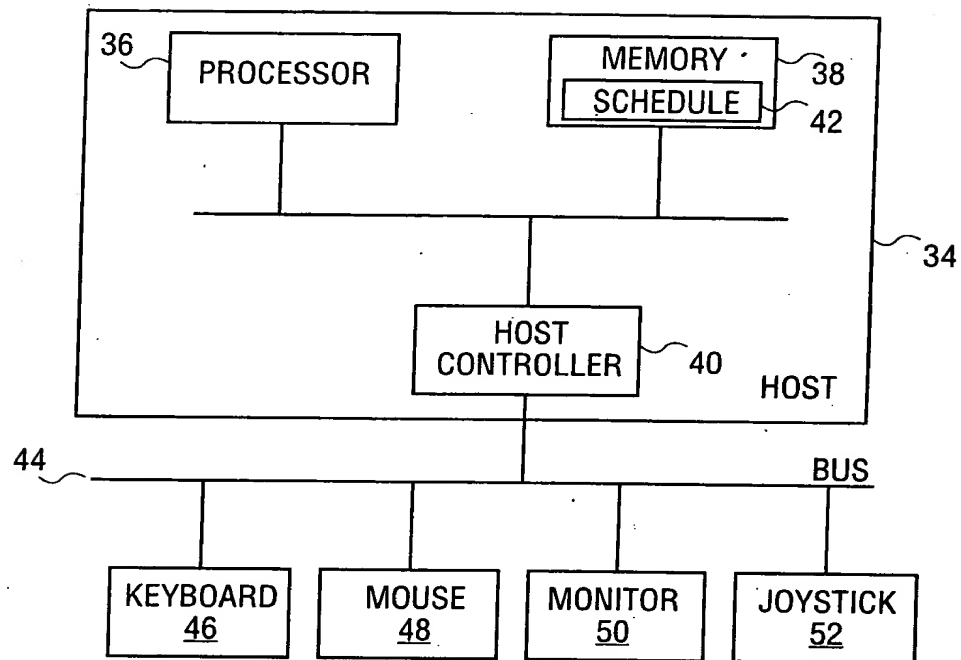 36
PROCESSOR
MEMORY
38
SCHEDULE
42
34
HOST
CONTROLLER
40
HOST
44
BUS
KEYBOARD
46
MOUSE
48
MONITOR
50
JOYSTICK
52